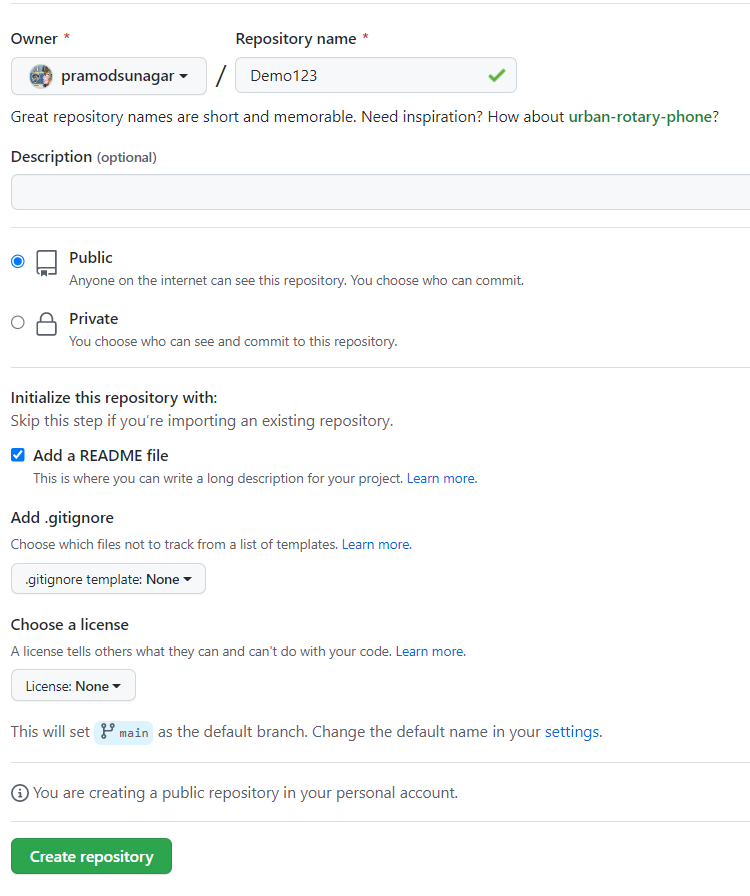 Owner *
Repository name *
pramodsunagar / Demo123
Great repository names are short and memorable. Need inspiration? How about urban-rotary-phone?
Description (optional)
Public
Anyone on the internet can see this repository. You choose who can commit.
Private
You choose who can see and commit to this repository.
Initialize this repository with:
Skip this step if you're importing an existing repository.
Add a README file
This is where you can write a long description for your project. Learn more.
Add .gitignore
Choose which files not to track from a list of templates. Learn more.
.gitignore template: None
Choose a license
A license tells others what they can and can't do with your code. Learn more.
License: None
This will set main as the default branch. Change the default name in your settings.
You are creating a public repository in your personal account.
Create repository